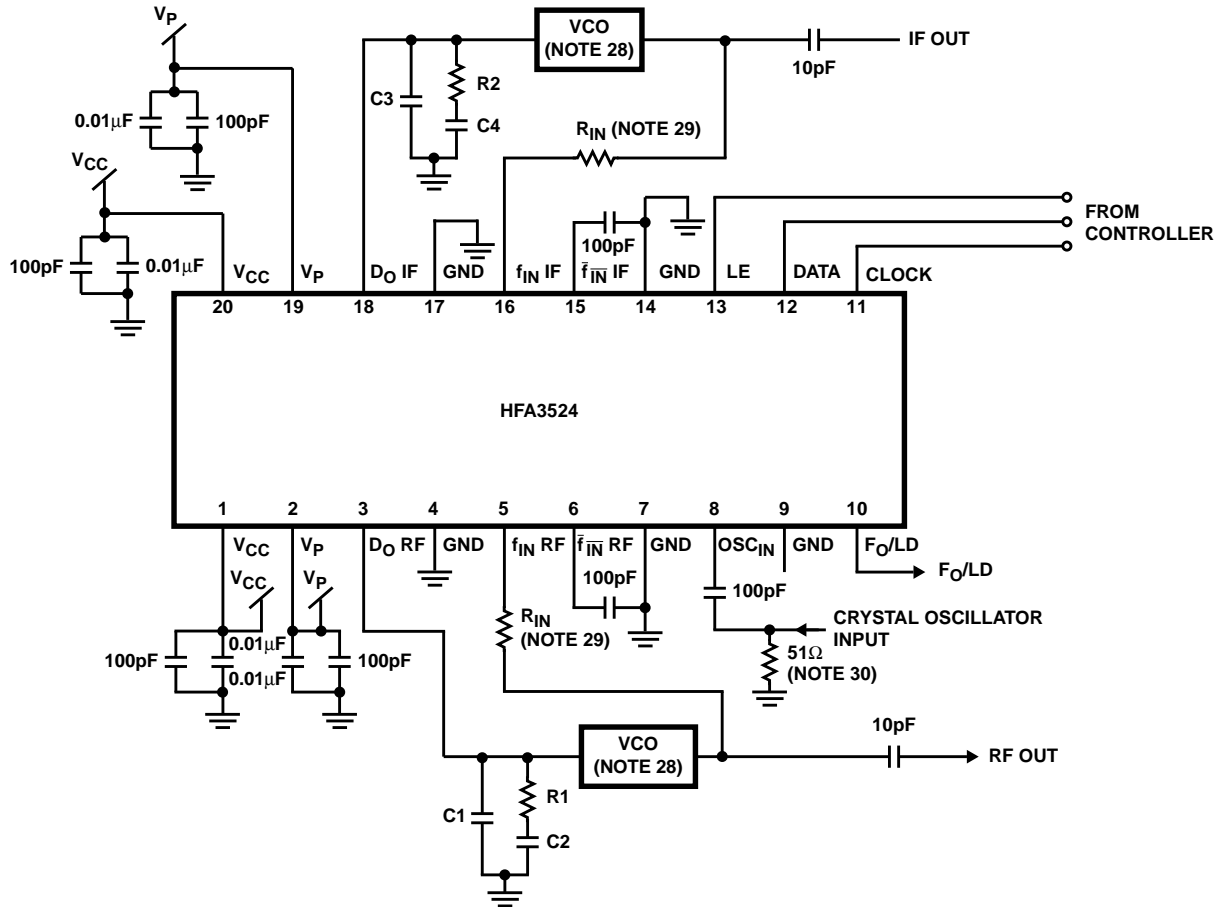 VP
VCO
(NOTE 28)
IF OUT
10pF
R2
C3
C4
0.01µF
100pF
RIN (NOTE 29)
VCC
100pF
FROM
CONTROLLER
100pF
0.01µF
VCC
VP
DO IF
GND
fIN IF
f̅IN̅ IF
GND
LE
DATA
CLOCK
20
19
18
17
16
15
14
13
12
11
HFA3524
1
2
3
4
5
6
7
8
9
10
VCC
VP
DO RF
GND
fIN RF
f̅IN̅ RF
GND
OSCIN
GND
FO/LD
VCC
VP
100pF
100pF
FO/LD
RIN
(NOTE 29)
CRYSTAL OSCILLATOR
INPUT
0.01µF
100pF
100pF
0.01µF
51Ω
(NOTE 30)
10pF
VCO
(NOTE 28)
RF OUT
R1
C1
C2